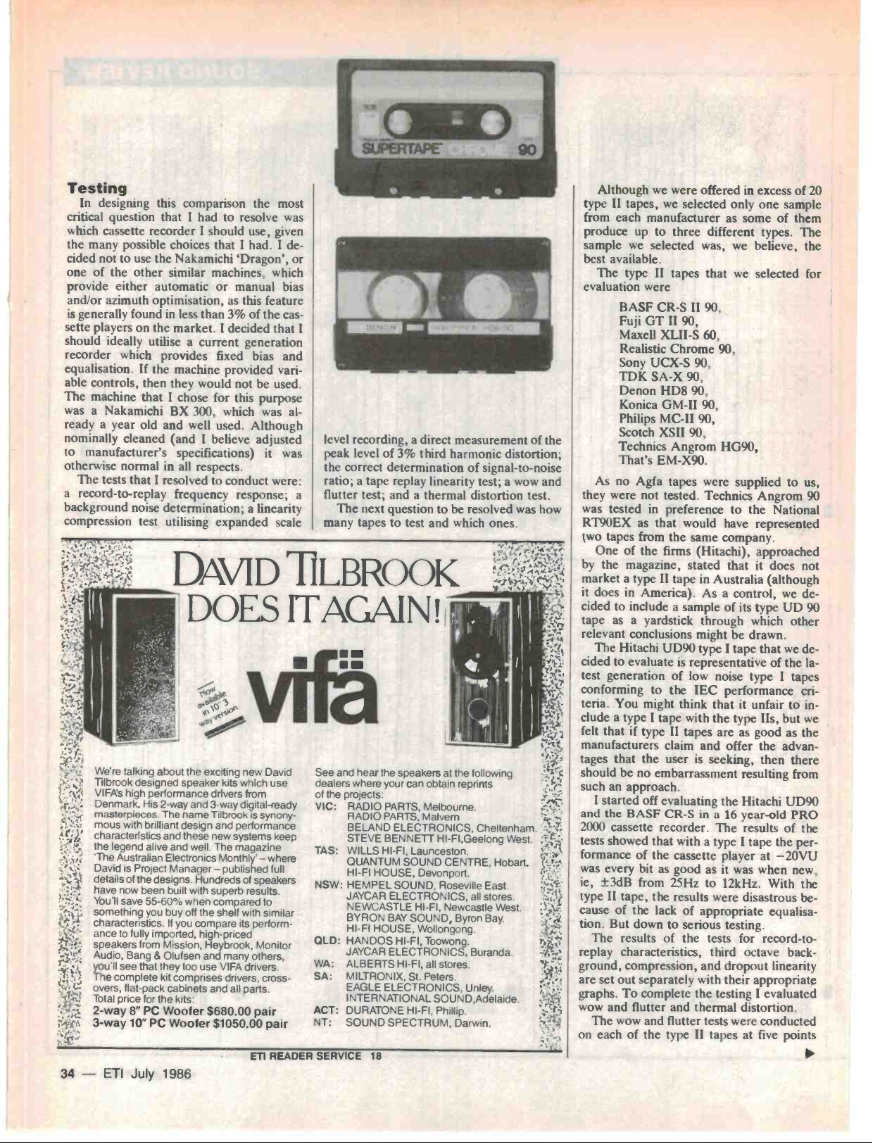 SUPERTAPE CHROME 90
DENON
Testing
In designing this comparison the most
critical question that I had to resolve was
which cassette recorder I should use, given
the many possible choices that I had. I de-
cided not to use the Nakamichi ‘Dragon’, or
one of the other similar machines, which
provide either automatic or manual bias
and/or azimuth optimisation, as this feature
is generally found in less than 3% of the cas-
sette players on the market. I decided that I
should ideally utilise a current generation
recorder which provides fixed bias and
equalisation. If the machine provided vari-
able controls, then they would not be used.
The machine that I chose for this purpose
was a Nakamichi BX 300, which was al-
ready a year old and well used. Although
nominally cleaned (and I believe adjusted
to manufacturer's specifications) it was
otherwise normal in all respects.
The tests that I resolved to conduct were:
a record-to-replay frequency response; a
background noise determination; a linearity
compression test utilising expanded scale
level recording, a direct measurement of the
peak level of 3% third harmonic distortion;
the correct determination of signal-to-noise
ratio; a tape replay linearity test; a wow and
flutter test; and a thermal distortion test.
The next question to be resolved was how
many tapes to test and which ones.
Although we were offered in excess of 20
type II tapes, we selected only one sample
from each manufacturer as some of them
produce up to three different types. The
sample we selected was, we believe, the
best available.
The type II tapes that we selected for
evaluation were
BASF CR-S II 90,
Fuji GT II 90,
Maxell XLII-S 60,
Realistic Chrome 90,
Sony UCX-S 90,
TDK SA-X 90,
Denon HD8 90,
Konica GM-II 90,
Philips MC-II 90,
Scotch XSII 90,
Technics Angrom HG90,
That's EM-X90.
As no Agfa tapes were supplied to us,
they were not tested. Technics Angrom 90
was tested in preference to the National
RT90EX as that would have represented
two tapes from the same company.
One of the firms (Hitachi), approached
by the magazine, stated that it does not
market a type II tape in Australia (although
it does in America). As a control, we de-
cided to include a sample of its type UD 90
tape as a yardstick through which other
relevant conclusions might be drawn.
The Hitachi UD90 type I tape that we de-
cided to evaluate is representative of the la-
test generation of low noise type I tapes
conforming to the IEC performance cri-
teria. You might think that it unfair to in-
clude a type I tape with the type IIs, but we
felt that if type II tapes are as good as the
manufacturers claim and offer the advan-
tages that the user is seeking, then there
should be no embarrassment resulting from
such an approach.
I started off evaluating the Hitachi UD90
and the BASF CR-S in a 16 year-old PRO
2000 cassette recorder. The results of the
tests showed that with a type I tape the per-
formance of the cassette player at −20VU
was every bit as good as it was when new,
ie, ±3dB from 25Hz to 12kHz. With the
type II tape, the results were disastrous be-
cause of the lack of appropriate equalisa-
tion. But down to serious testing.
The results of the tests for record-to-
replay characteristics, third octave back-
ground, compression, and dropout linearity
are set out separately with their appropriate
graphs. To complete the testing I evaluated
wow and flutter and thermal distortion.
The wow and flutter tests were conducted
on each of the type II tapes at five points
DAVID TILBROOK
DOES IT AGAIN!
vifa
Now
available
in 10" 3
way version
We're talking about the exciting new David
Tilbrook designed speaker kits which use
VIFA's high performance drivers from
Denmark. His 2-way and 3-way digital-ready
masterpieces. The name Tilbrook is synony-
mous with brilliant design and performance
characteristics and these new systems keep
the legend alive and well. The magazine
'The Australian Electronics Monthly' – where
David is Project Manager – published full
details of the designs. Hundreds of speakers
have now been built with superb results.
You'll save 55-60% when compared to
something you buy off the shelf with similar
characteristics. If you compare its perform-
ance to fully imported, high-priced
speakers from Mission, Heybrook, Monitor
Audio, Bang & Olufsen and many others,
you'll see that they too use VIFA drivers.
The complete kit comprises drivers, cross-
overs, flat-pack cabinets and all parts.
Total price for the kits:
2-way 8" PC Woofer $680.00 pair
3-way 10" PC Woofer $1050.00 pair
See and hear the speakers at the following
dealers where your can obtain reprints
of the projects:
VIC: RADIO PARTS, Melbourne.
RADIO PARTS, Malvern
BELAND ELECTRONICS, Cheltenham.
STEVE BENNETT HI-FI, Geelong West.
TAS: WILLS HI-FI, Launceston.
QUANTUM SOUND CENTRE, Hobart.
HI-FI HOUSE, Devonport.
NSW: HEMPEL SOUND, Roseville East.
JAYCAR ELECTRONICS, all stores.
NEWCASTLE HI-FI, Newcastle West.
BYRON BAY SOUND, Byron Bay.
HI-FI HOUSE, Wollongong.
QLD: HANDOS HI-FI, Toowong.
JAYCAR ELECTRONICS, Buranda.
WA: ALBERTS HI-FI, all stores.
SA: MILTRONIX, St. Peters.
EAGLE ELECTRONICS, Unley.
INTERNATIONAL SOUND, Adelaide.
ACT: DURATONE HI-FI, Phillip.
NT: SOUND SPECTRUM, Darwin.
ETI READER SERVICE 18
34 — ETI July 1986